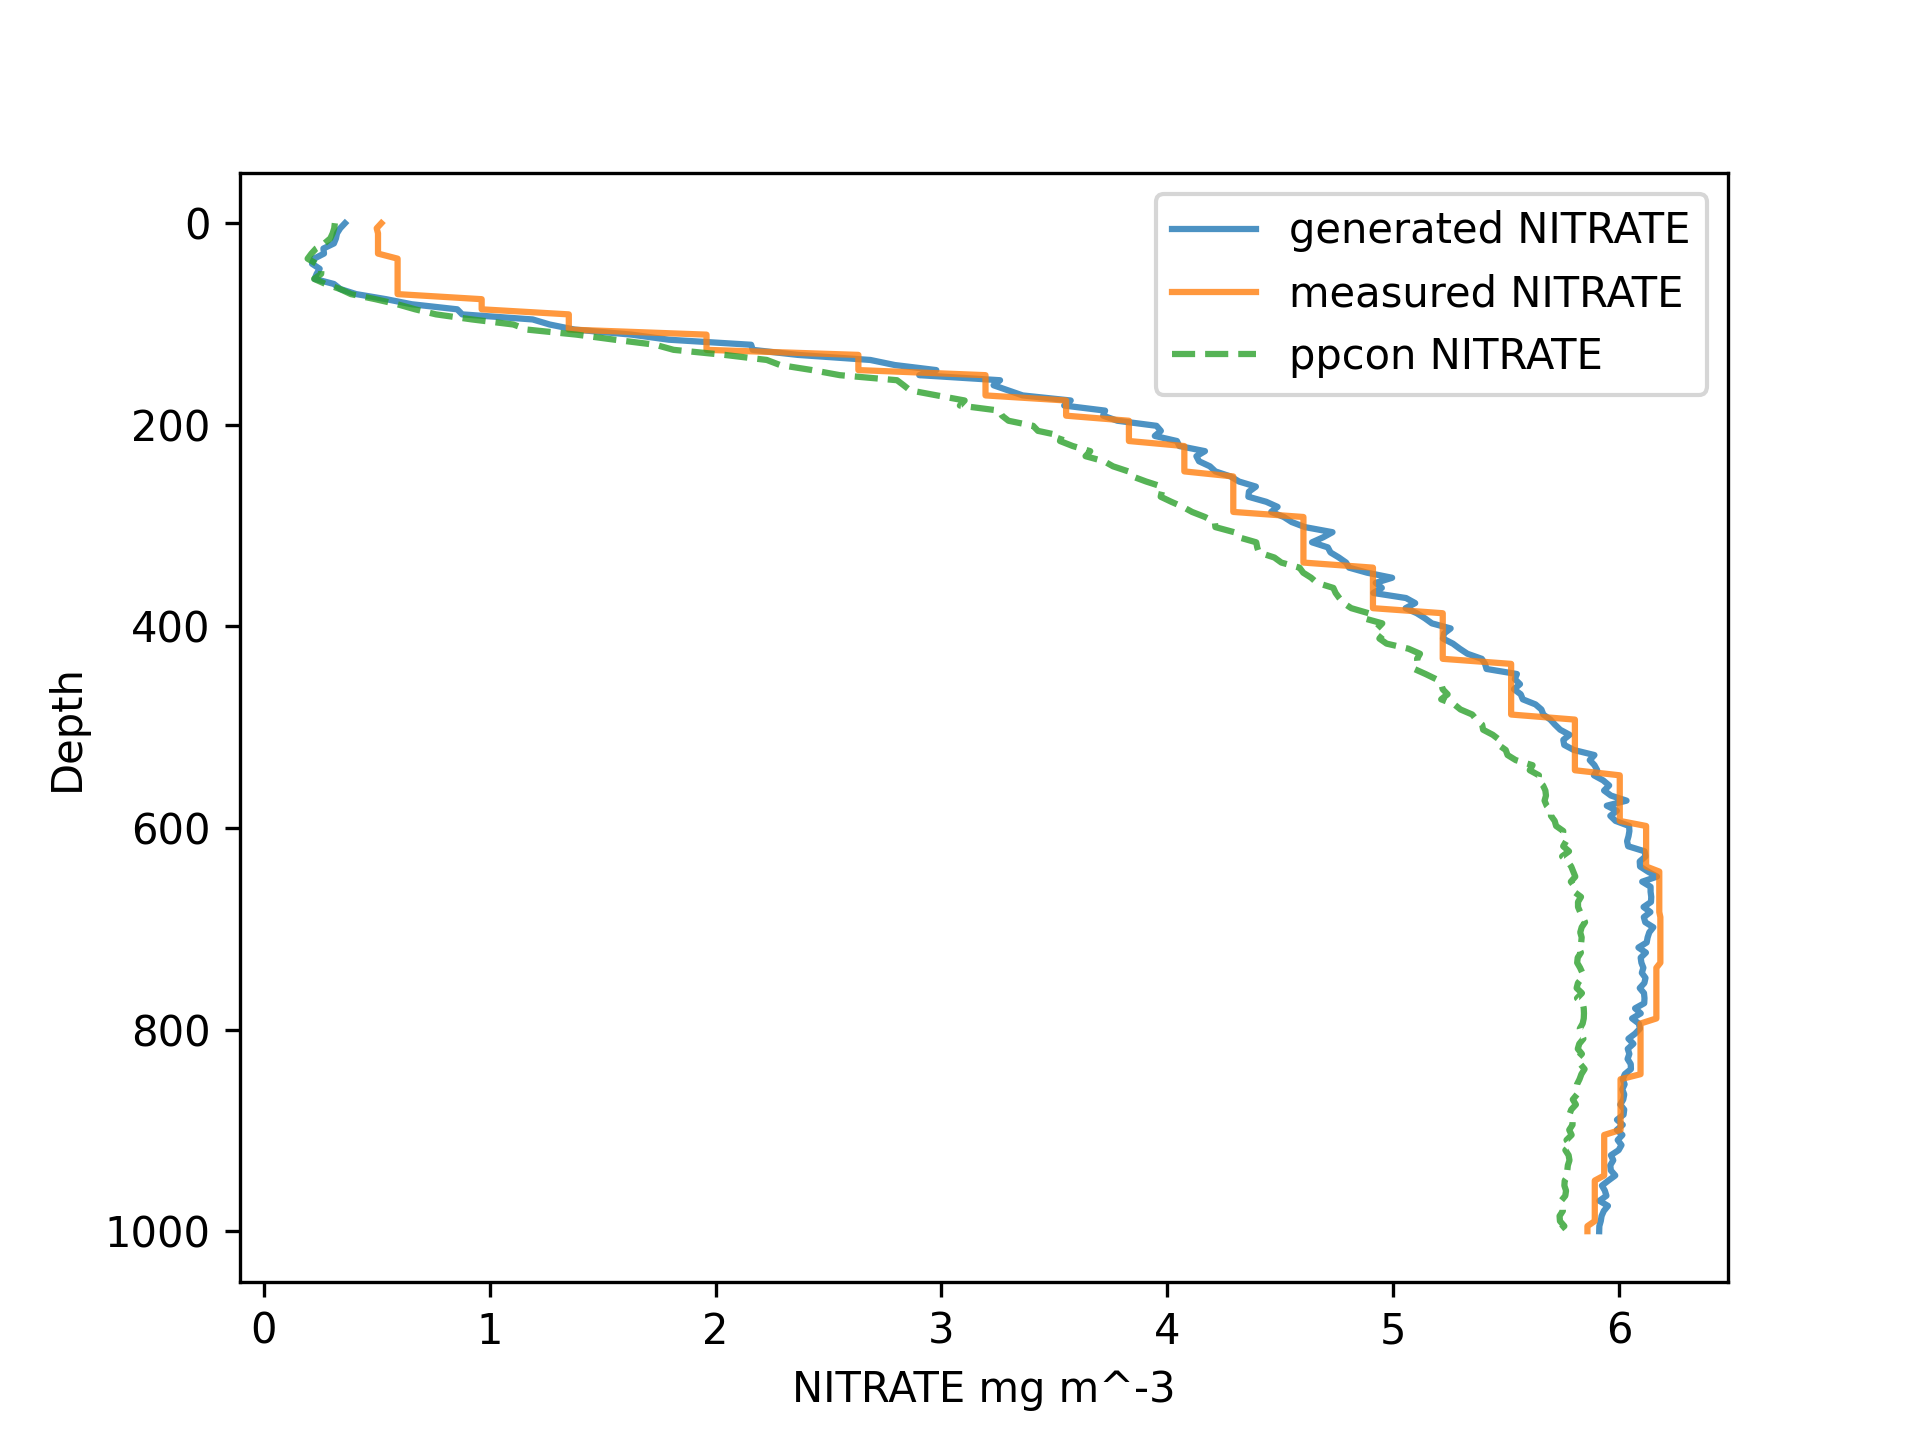 generated NITRATE
measured NITRATE
ppcon NITRATE
0
200
400
600
800
1000
Depth
0 1 2 3 4 5 6
NITRATE mg m^-3